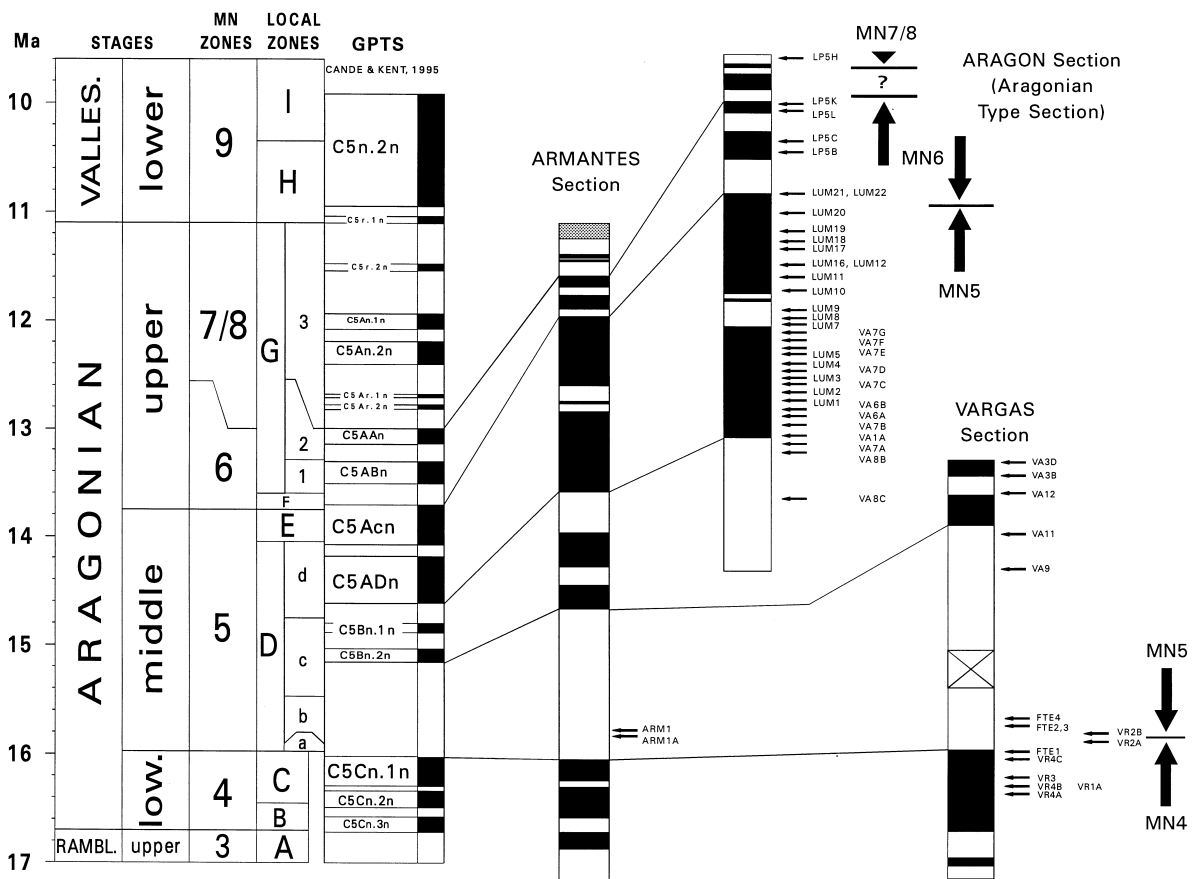 Ma
STAGES
MN
ZONES
LOCAL
ZONES
GPTS
CANDE & KENT, 1995
10
11
12
13
14
15
16
17
VALLES.
ARAGONIAN
RAMBL.
lower
upper
middle
low.
upper
9
7/8
6
5
4
3
I
H
G
3
2
1
F
E
D
d
c
b
a
C
B
A
C5n.2n
C5r.1n
C5r.2n
C5An.1n
C5An.2n
C5Ar.1n
C5Ar.2n
C5AAn
C5ABn
C5Acn
C5ADn
C5Bn.1n
C5Bn.2n
C5Cn.1n
C5Cn.2n
C5Cn.3n
ARMANTES
Section
ARM1
ARM1A
LP5H
LP5K
LP5L
LP5C
LP5B
LUM21, LUM22
LUM20
LUM19
LUM18
LUM17
LUM16, LUM12
LUM11
LUM10
LUM9
LUM8
LUM7
VA7G
VA7F
VA7E
LUM5
LUM4
VA7D
LUM3
VA7C
LUM2
LUM1
VA6B
VA6A
VA7B
VA1A
VA7A
VA8B
VA8C
MN7/8
?
MN6
MN5
ARAGON Section
(Aragonian
Type Section)
VARGAS
Section
VA3D
VA3B
VA12
VA11
VA9
FTE4
FTE2,3
VR2B
VR2A
FTE1
VR4C
VR3
VR4B VR1A
VR4A
MN5
MN4